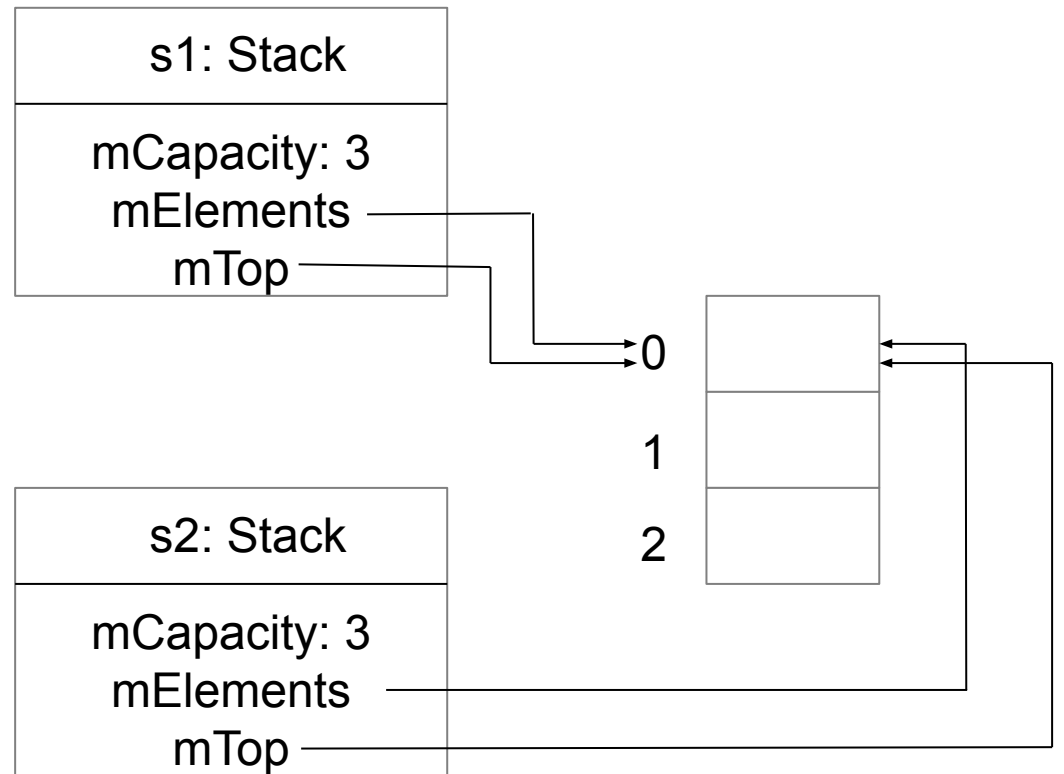 s1: Stack
mCapacity: 3
mElements
mTop
0
1
2
s2: Stack
mCapacity: 3
mElements
mTop